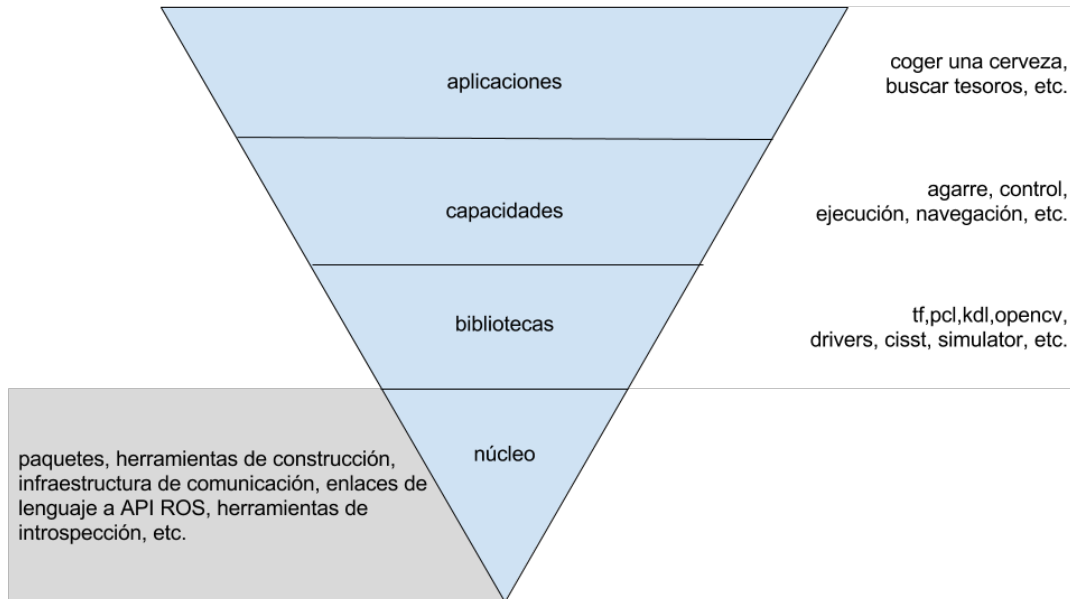 aplicaciones
coger una cerveza,
buscar tesoros, etc.
capacidades
agarre, control,
ejecución, navegación, etc.
bibliotecas
tf,pcl,kdl,opencv,
drivers, cisst, simulator, etc.
núcleo
paquetes, herramientas de construcción,
infraestructura de comunicación, enlaces de
lenguaje a API ROS, herramientas de
introspección, etc.